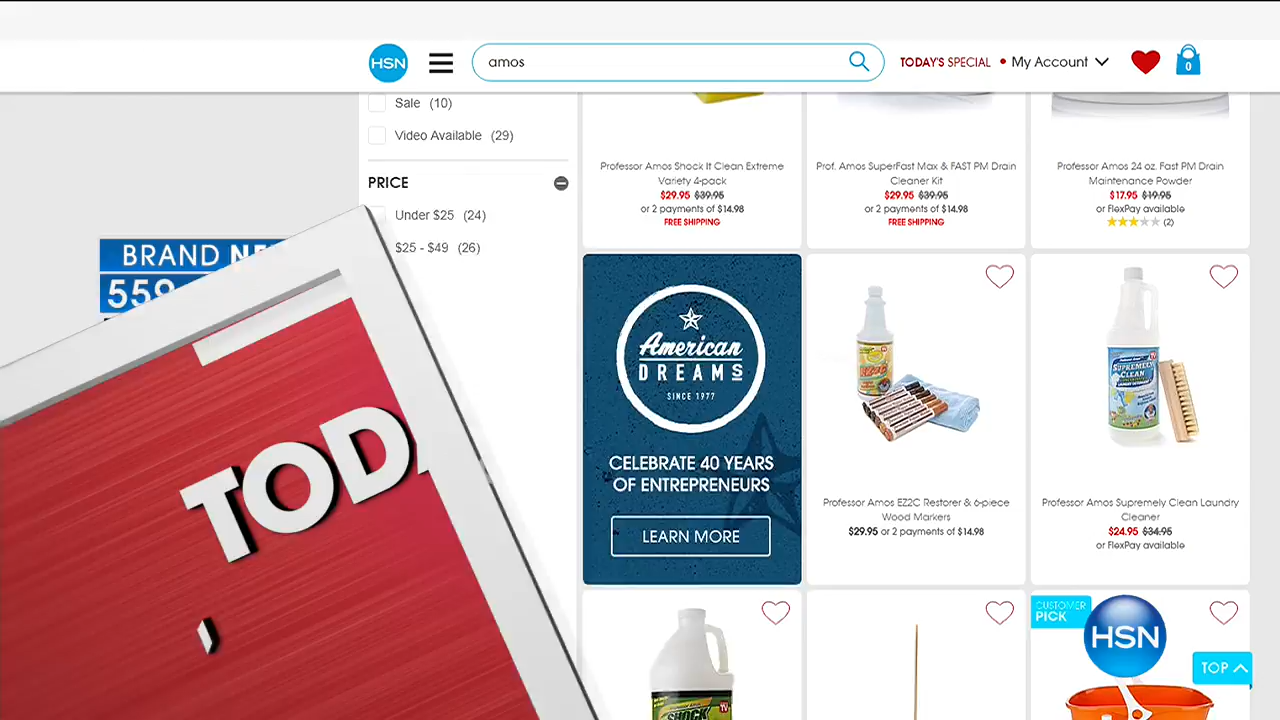 HSN
amos
TODAY'S SPECIAL
My Account
0
Sale (10)
Video Available (29)
PRICE
Under $25 (24)
$25 - $49 (26)
BRAND
559
TOD
Professor Amos Shock It Clean Extreme
Variety 4-pack
$29.95 $39.95
or 2 payments of $14.98
FREE SHIPPING
Prof. Amos SuperFast Max & FAST PM Drain
Cleaner Kit
$29.95 $39.95
or 2 payments of $14.98
FREE SHIPPING
Professor Amos 24 oz. Fast PM Drain
Maintenance Powder
$17.95 $19.95
or FlexPay available
(2)
American
DREAMS
SINCE 1977
CELEBRATE 40 YEARS
OF ENTREPRENEURS
LEARN MORE
Professor Amos EZ2C Restorer & 6-piece
Wood Markers
$29.95 or 2 payments of $14.98
SUPREMELY
CLEAN
Professor Amos Supremely Clean Laundry
Cleaner
$24.95 $34.95
or FlexPay available
SHOCK
CUSTOMER
PICK
HSN
TOP